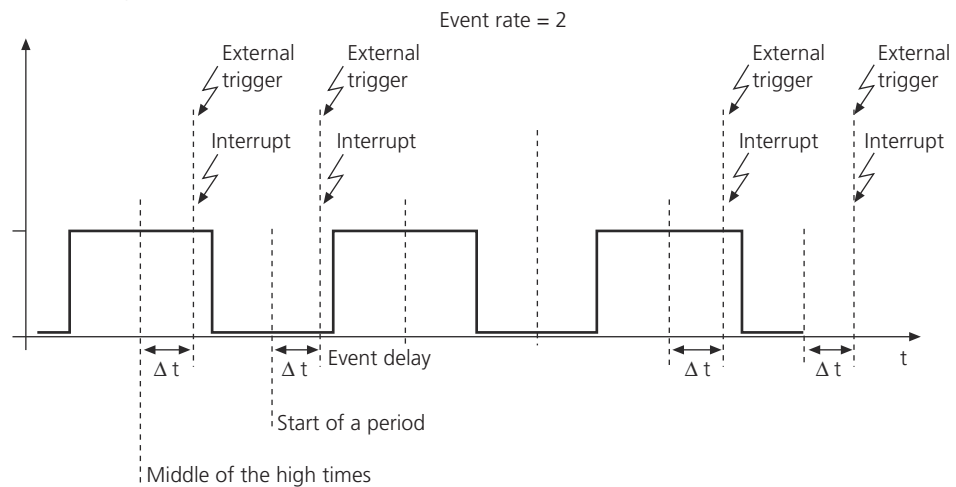 Event rate = 2
External
trigger
External
trigger
External
trigger
External
trigger
Interrupt
Interrupt
Interrupt
Interrupt
Δ t
Δ t
Event delay
Δ t
Δ t
t
Start of a period
Middle of the high times